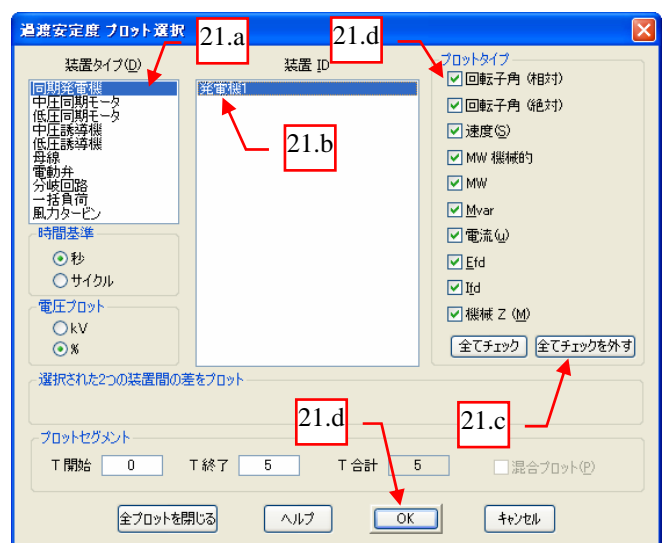 過渡安定度 プロット選択
21.a
21.d
装置タイプ(D)
装置 ID
プロットタイプ
同期発電機
中圧同期モータ
低圧同期モータ
中圧誘導機
低圧誘導機
母線
電動弁
分岐回路
一括負荷
風力タービン
発電機1
21.b
回転子角 (相対)
回転子角 (絶対)
速度(S)
MW 機械的
MW
Mvar
電流(u)
Efd
Ifd
機械 Z (M)
時間基準
秒
サイクル
電圧プロット
kV
%
全てチェック
全てチェックを外す
選択された2つの装置間の差をプロット
21.d
21.c
プロットセグメント
T 開始 0 T 終了 5 T 合計 5
混合プロット(P)
全プロットを閉じる
ヘルプ
OK
キャンセル